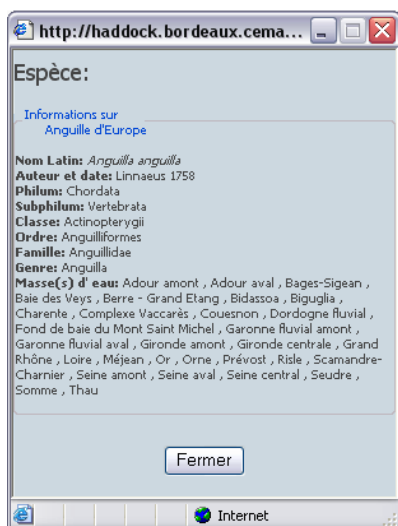 http://haddock.bordeaux.cema...
Espèce:
Informations sur
Anguille d'Europe
Nom Latin: Anguilla anguilla
Auteur et date: Linnaeus 1758
Philum: Chordata
Subphilum: Vertebrata
Classe: Actinopterygii
Ordre: Anguilliformes
Famille: Anguillidae
Genre: Anguilla
Masse(s) d' eau: Adour amont , Adour aval , Bages-Sigean ,
Baie des Veys , Berre - Grand Etang , Bidassoa , Biguglia ,
Charente , Complexe Vaccarès , Couesnon , Dordogne fluvial ,
Fond de baie du Mont Saint Michel , Garonne fluvial amont ,
Garonne fluvial aval , Gironde amont , Gironde centrale , Grand
Rhône , Loire , Méjean , Or , Orne , Prévost , Risle , Scamandre-
Charnier , Seine amont , Seine aval , Seine central , Seudre ,
Somme , Thau
Fermer
Internet